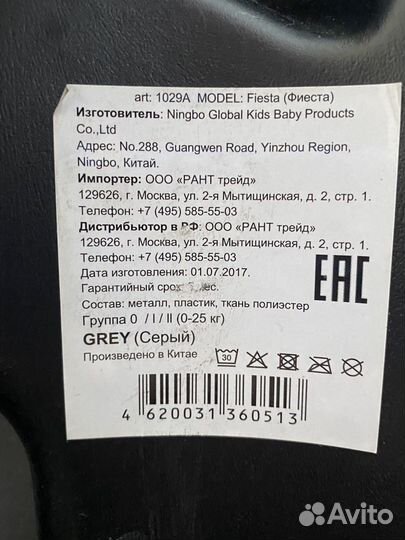 art: 1029A MODEL: Fiesta (Фиеста)
Изготовитель: Ningbo Global Kids Baby Products
Co.,Ltd
Адрес: No.288, Guangwen Road, Yinzhou Region,
Ningbo, Китай.
Импортер: ООО «РАНТ трейд»
129626, г. Москва, ул. 2-я Мытищинская, д. 2, стр. 1.
Телефон: +7 (495) 585-55-03
Дистрибьютор в РФ: ООО «РАНТ трейд»
129626, г. Москва, ул. 2-я Мытищинская, д. 2, стр. 1.
Телефон: +7 (495) 585-55-03
Дата изготовления: 01.07.2017.
Гарантийный срок: мес.
Состав: металл, пластик, ткань полиэстер
Группа 0 / I / II (0-25 кг)
GREY (Серый)
Произведено в Китае
30
EAC
4 620031 360513
Avito